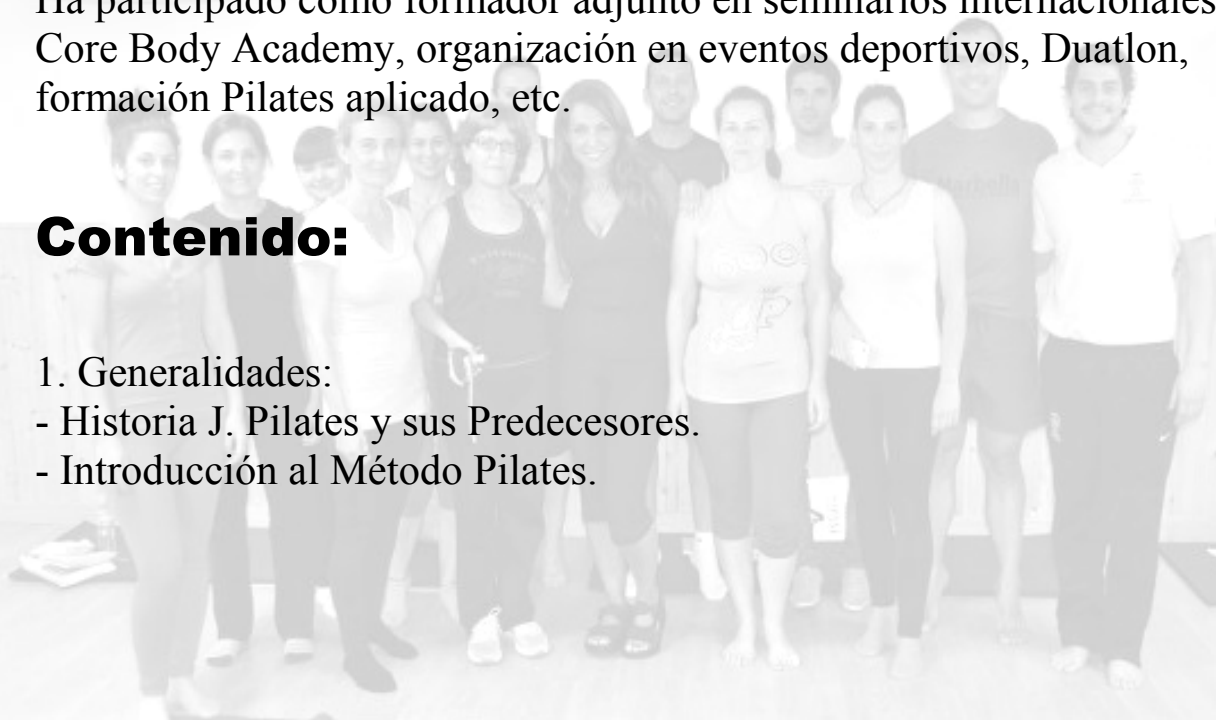 Ha participado como formador adjunto en seminarios internacionales
Core Body Academy, organización en eventos deportivos, Duatlon,
formación Pilates aplicado, etc.
Contenido:
1. Generalidades:
- Historia J. Pilates y sus Predecesores.
- Introducción al Método Pilates.
Marbella